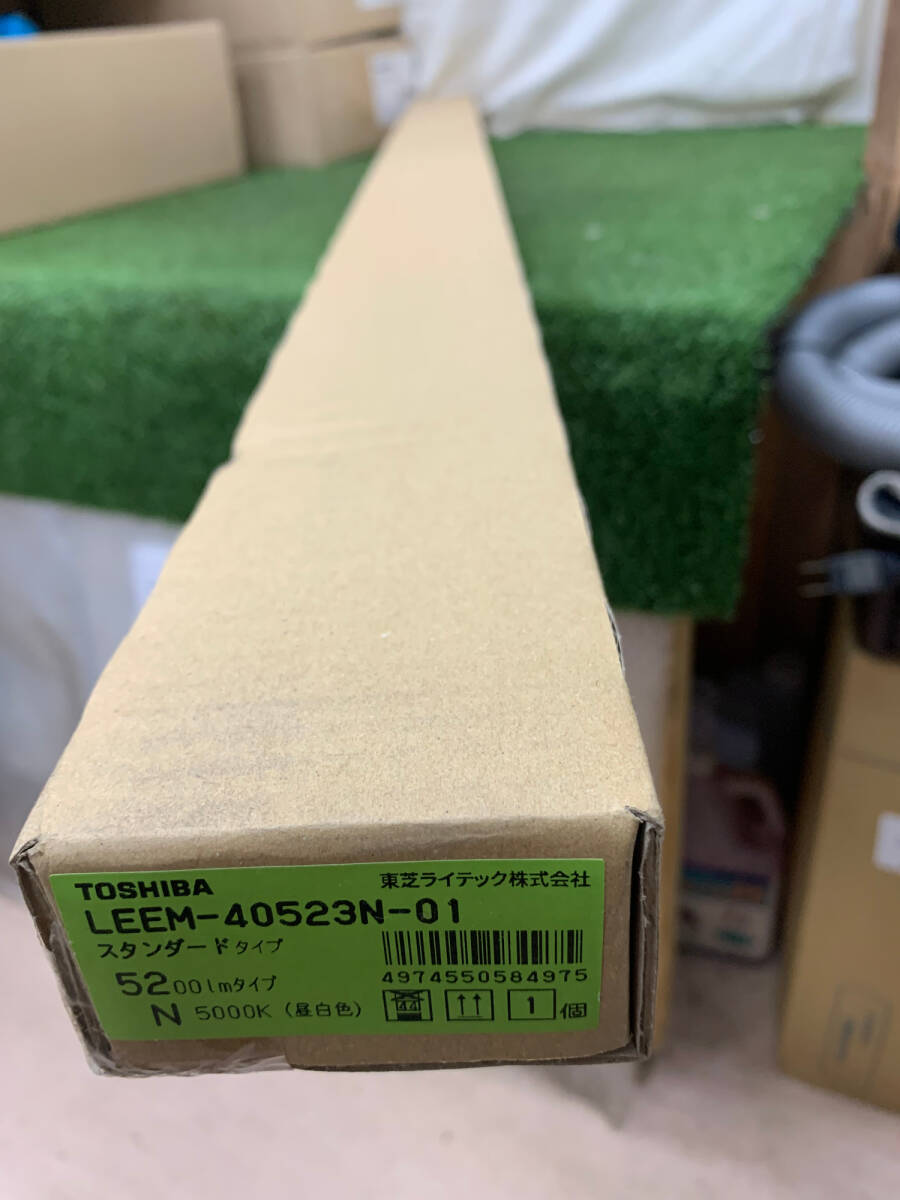 TOSHIBA 東芝ライテック株式会社
LEEM-40523N-01
スタンダードタイプ
5200lmタイプ
4974550584975
N 5000K (昼白色)
1個